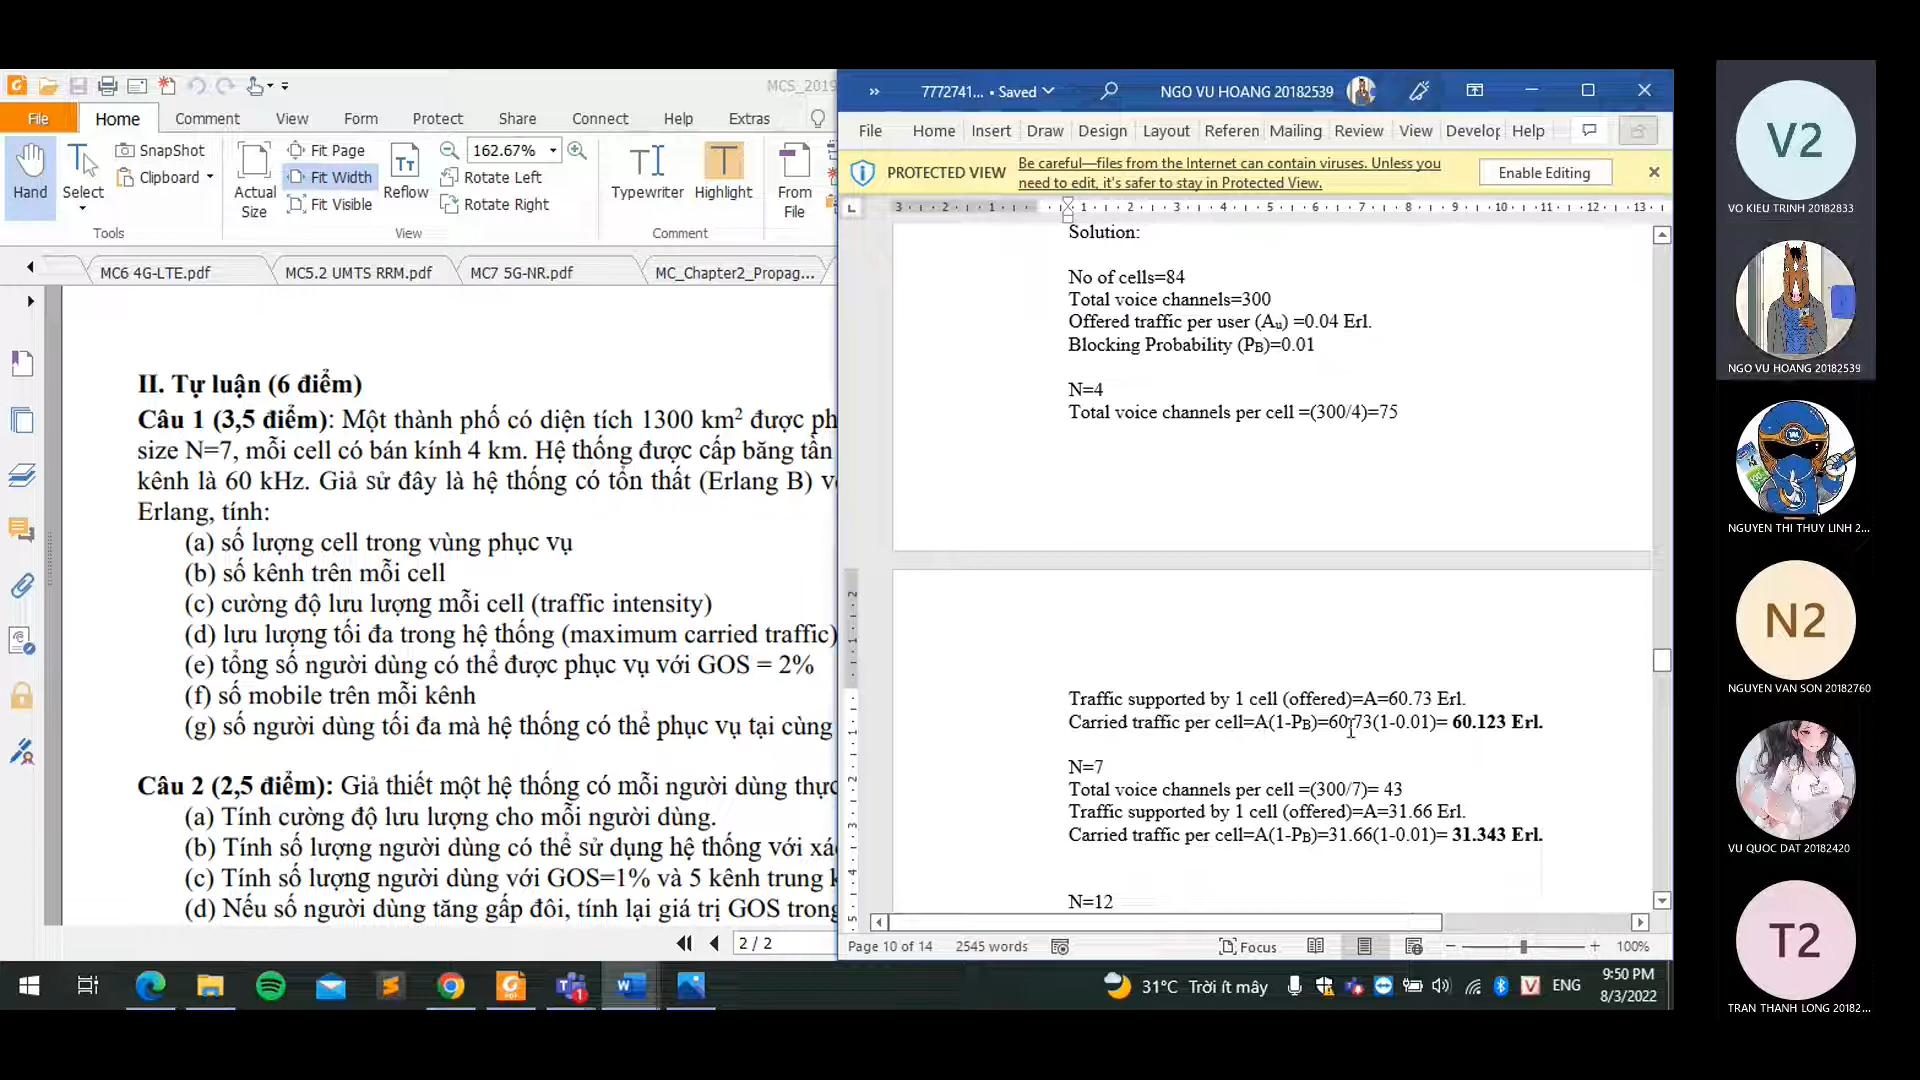 MCS_2019
File
Home
Comment
View
Form
Protect
Share
Connect
Help
Extras
Hand
Select
SnapShot
Clipboard
Actual Size
Fit Page
Fit Width
Fit Visible
Reflow
162.67%
Rotate Left
Rotate Right
Typewriter
Highlight
From File
Tools
View
Comment
MC6 4G-LTE.pdf
MC5.2 UMTS RRM.pdf
MC7 5G-NR.pdf
MC_Chapter2_Propag...
II. Tự luận (6 điểm)
Câu 1 (3,5 điểm): Một thành phố có diện tích 1300 km² được ph
size N=7, mỗi cell có bán kính 4 km. Hệ thống được cấp băng tần
kênh là 60 kHz. Giả sử đây là hệ thống có tổn thất (Erlang B) v
Erlang, tính:
(a) số lượng cell trong vùng phục vụ
(b) số kênh trên mỗi cell
(c) cường độ lưu lượng mỗi cell (traffic intensity)
(d) lưu lượng tối đa trong hệ thống (maximum carried traffic)
(e) tổng số người dùng có thể được phục vụ với GOS = 2%
(f) số mobile trên mỗi kênh
(g) số người dùng tối đa mà hệ thống có thể phục vụ tại cùng
Câu 2 (2,5 điểm): Giả thiết một hệ thống có mỗi người dùng thực
(a) Tính cường độ lưu lượng cho mỗi người dùng.
(b) Tính số lượng người dùng có thể sử dụng hệ thống với xá
(c) Tính số lượng người dùng với GOS=1% và 5 kênh trung k
(d) Nếu số người dùng tăng gấp đôi, tính lại giá trị GOS trong
2 / 2
7772741... • Saved
NGO VU HOANG 20182539
File
Home
Insert
Draw
Design
Layout
Referen
Mailing
Review
View
Develop
Help
PROTECTED VIEW
Be careful—files from the Internet can contain viruses. Unless you
need to edit, it's safer to stay in Protected View.
Enable Editing
3 2 1 1 2 3 4 5 6 7 8 9 10 11 12 13
Solution:
No of cells=84
Total voice channels=300
Offered traffic per user (Au) =0.04 Erl.
Blocking Probability (PB)=0.01
N=4
Total voice channels per cell =(300/4)=75
Traffic supported by 1 cell (offered)=A=60.73 Erl.
Carried traffic per cell=A(1-PB)=60.73(1-0.01)= 60.123 Erl.
N=7
Total voice channels per cell =(300/7)= 43
Traffic supported by 1 cell (offered)=A=31.66 Erl.
Carried traffic per cell=A(1-PB)=31.66(1-0.01)= 31.343 Erl.
N=12
Page 10 of 14
2545 words
Focus
100%
31°C Trời ít mây
ENG
9:50 PM
8/3/2022
V2
VO KIEU TRINH 20182833
NGO VU HOANG 20182539
NGUYEN THI THUY LINH 2...
N2
NGUYEN VAN SON 20182760
VU QUOC DAT 20182420
T2
TRAN THANH LONG 20182...